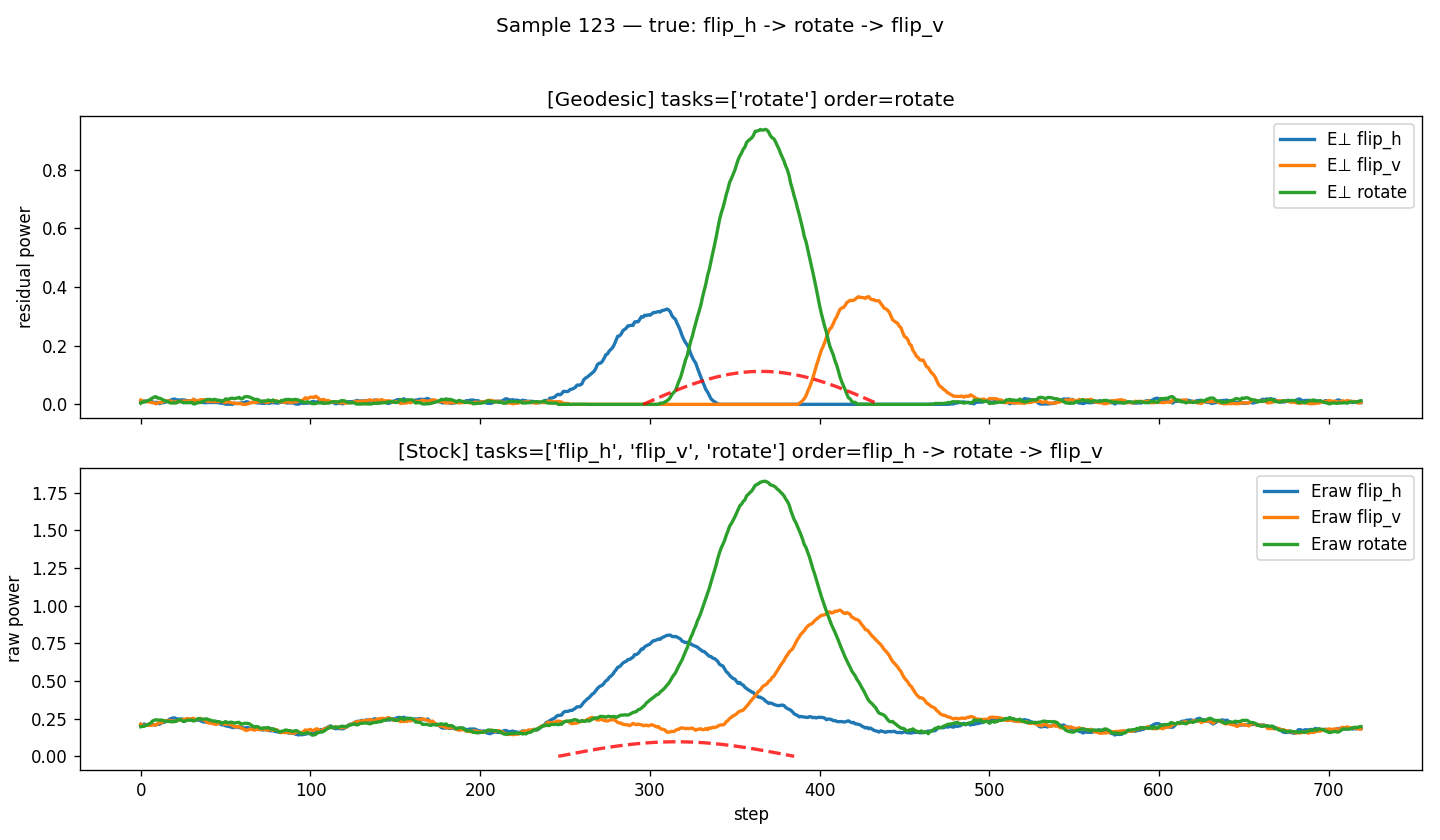 Sample 123 — true: flip_h -> rotate -> flip_v
[Geodesic] tasks=['rotate'] order=rotate
residual power
0.8
0.6
0.4
0.2
0.0
E⊥ flip_h
E⊥ flip_v
E⊥ rotate
[Stock] tasks=['flip_h', 'flip_v', 'rotate'] order=flip_h -> rotate -> flip_v
raw power
1.75
1.50
1.25
1.00
0.75
0.50
0.25
0.00
Eraw flip_h
Eraw flip_v
Eraw rotate
0 100 200 300 400 500 600 700
step